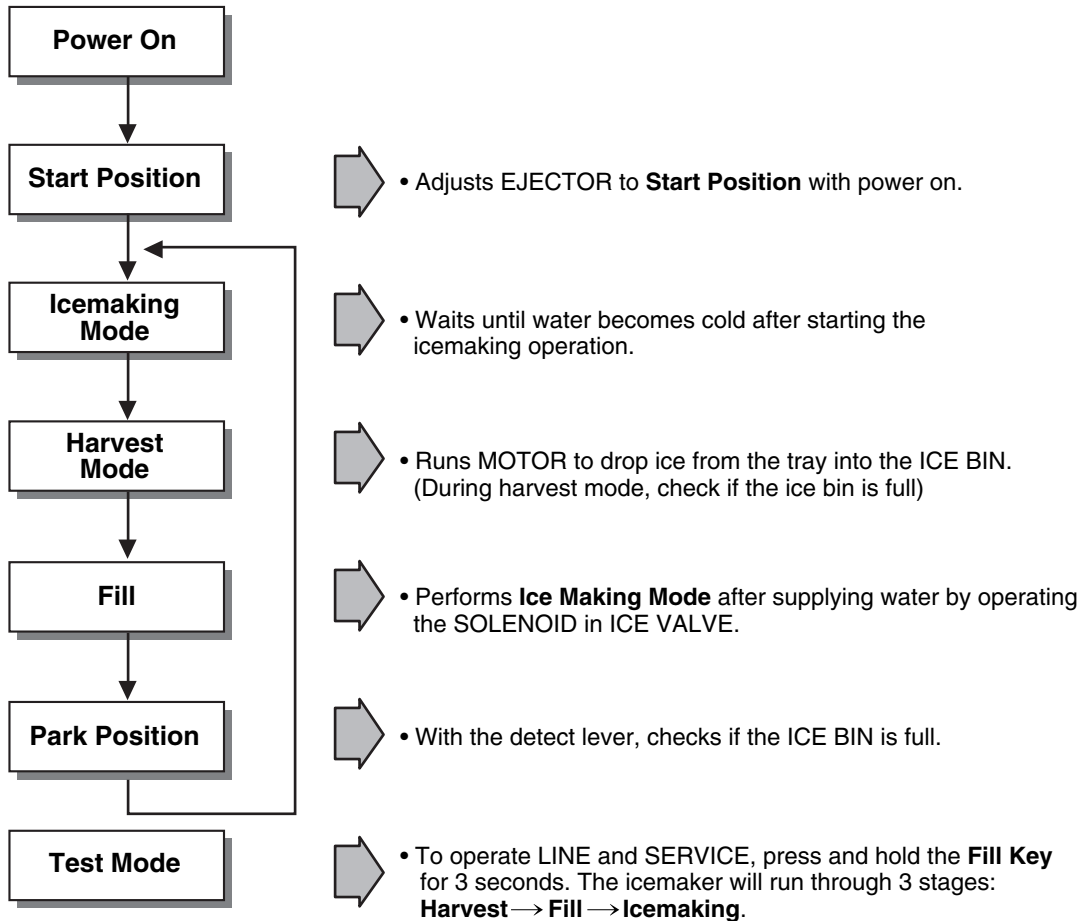 Power On
Start Position
• Adjusts EJECTOR to Start Position with power on.
Icemaking
Mode
• Waits until water becomes cold after starting the
icemaking operation.
Harvest
Mode
• Runs MOTOR to drop ice from the tray into the ICE BIN.
(During harvest mode, check if the ice bin is full)
Fill
• Performs Ice Making Mode after supplying water by operating
the SOLENOID in ICE VALVE.
Park Position
• With the detect lever, checks if the ICE BIN is full.
Test Mode
• To operate LINE and SERVICE, press and hold the Fill Key
for 3 seconds. The icemaker will run through 3 stages:
Harvest → Fill → Icemaking.